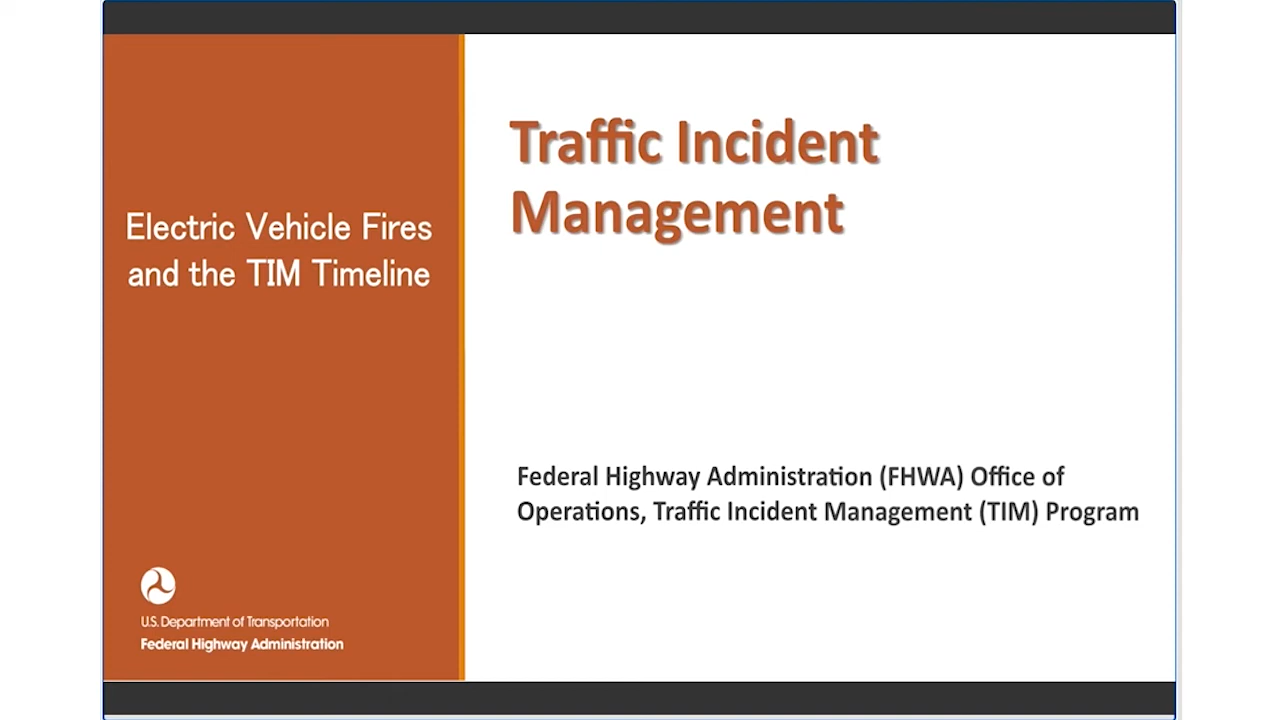 Electric Vehicle Fires
and the TIM Timeline
U.S. Department of Transportation
Federal Highway Administration
Traffic Incident
Management
Federal Highway Administration (FHWA) Office of
Operations, Traffic Incident Management (TIM) Program